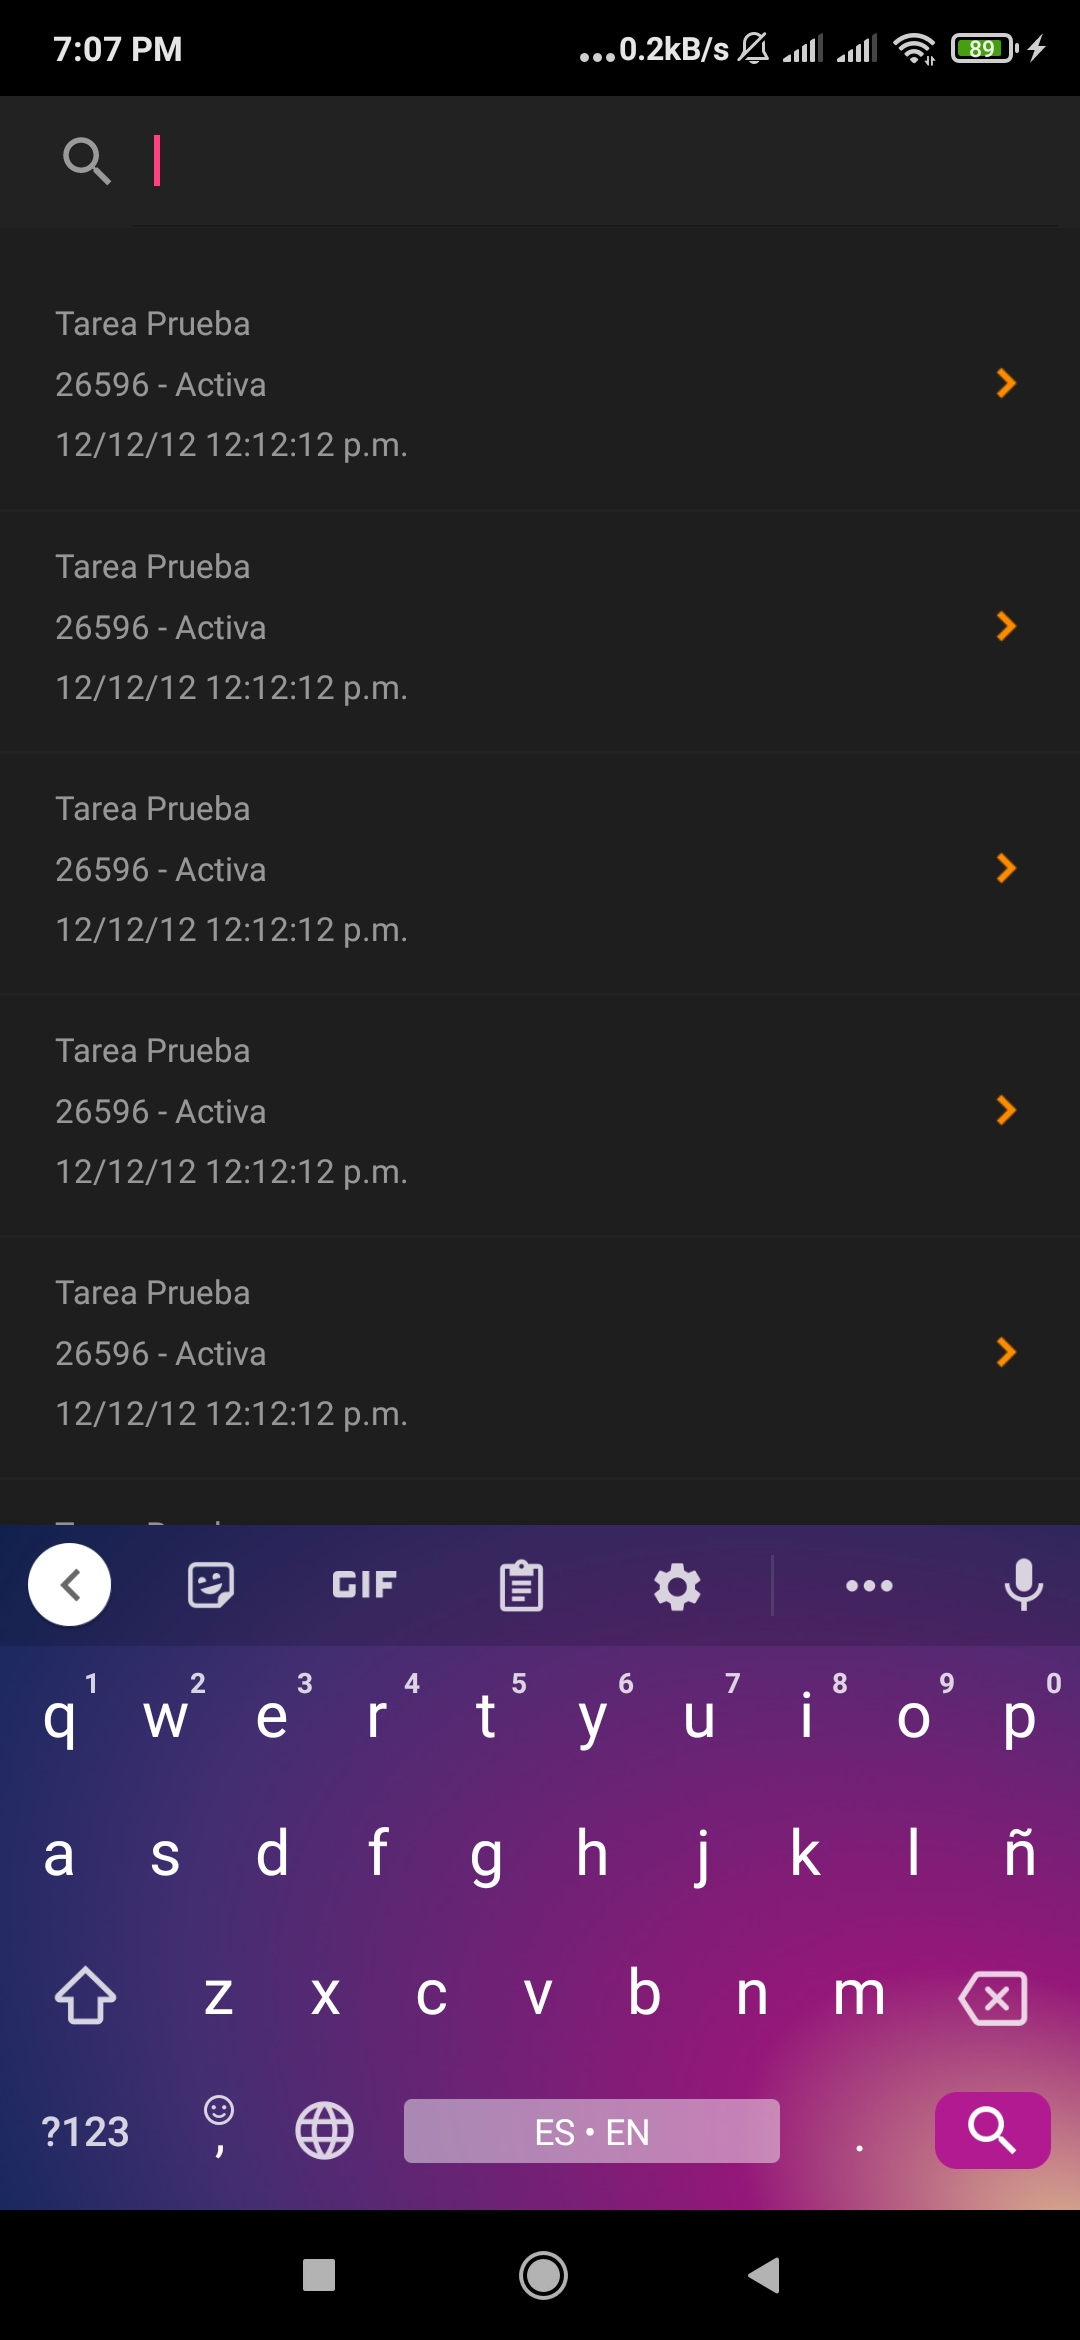 7:07 PM
...0.2kB/s
89
Tarea Prueba
26596 - Activa
12/12/12 12:12:12 p.m.
Tarea Prueba
26596 - Activa
12/12/12 12:12:12 p.m.
Tarea Prueba
26596 - Activa
12/12/12 12:12:12 p.m.
Tarea Prueba
26596 - Activa
12/12/12 12:12:12 p.m.
Tarea Prueba
26596 - Activa
12/12/12 12:12:12 p.m.
GIF
1 2 3 4 5 6 7 8 9 0
q w e r t y u i o p
a s d f g h j k l ñ
z x c v b n m
?123 , ES • EN .